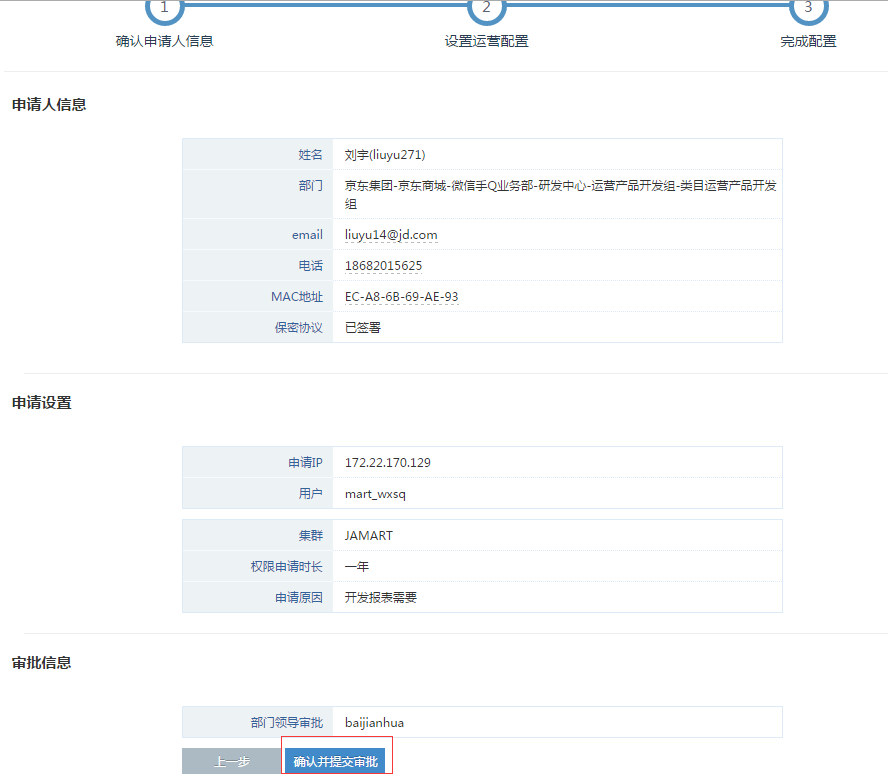 1 2 3
确认申请人信息 设置运营配置 完成配置
申请人信息
姓名 刘宇(liuyu271)
部门 京东集团-京东商城-微信手Q业务部-研发中心-运营产品开发组-类目运营产品开发
组
email liuyu14@jd.com
电话 18682015625
MAC地址 EC-A8-6B-69-AE-93
保密协议 已签署
申请设置
申请IP 172.22.170.129
用户 mart_wxsq
集群 JAMART
权限申请时长 一年
申请原因 开发报表需要
审批信息
部门领导审批 baijianhua
上一步 确认并提交审批